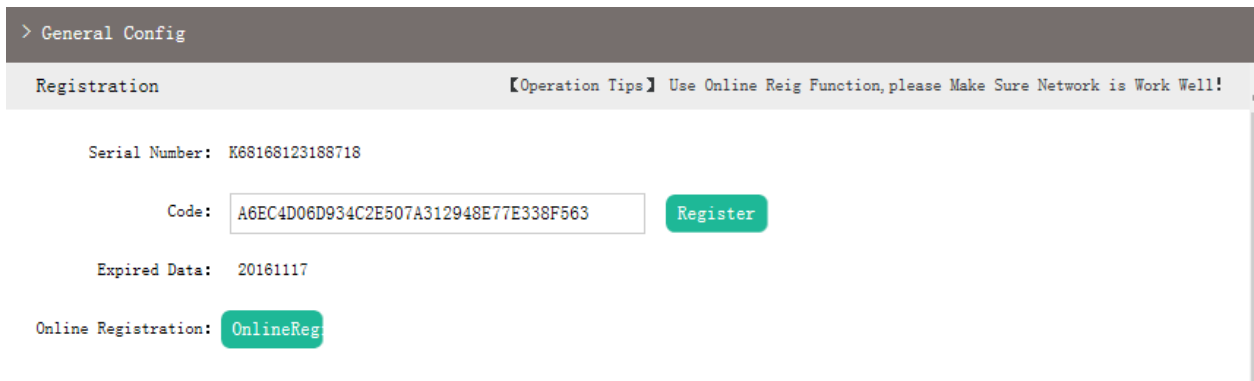 > General Config
Registration 【Operation Tips】 Use Online Reig Function,please Make Sure Network is Work Well!
Serial Number: K68168123188718
Code: A6EC4D06D934C2E507A312948E77E338F563 Register
Expired Data: 20161117
Online Registration: OnlineReg